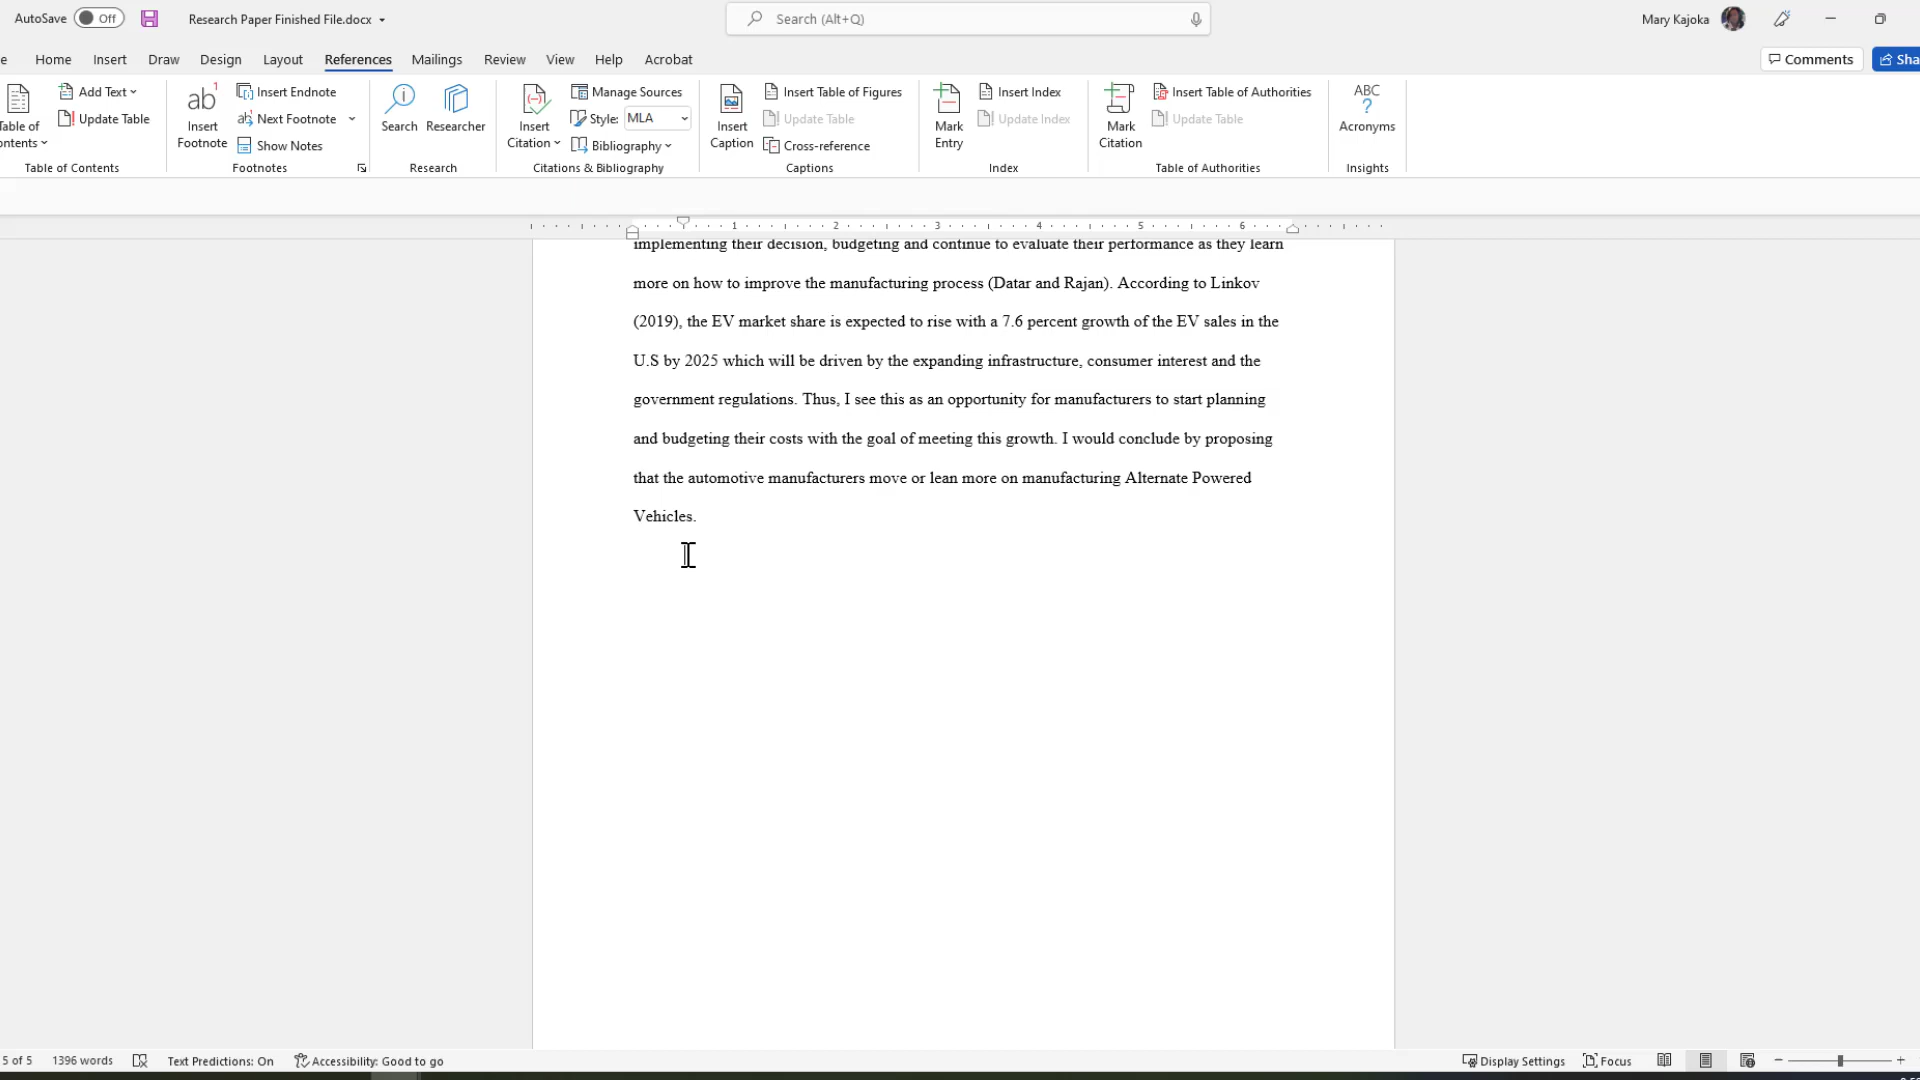 AutoSave Off Research Paper Finished File.docx Search (Alt+Q) Mary Kajoka
Home Insert Draw Design Layout References Mailings Review View Help Acrobat Comments
Add Text
Update Table
Table of Contents
ab 1
Insert
Footnote
Insert Endnote
Next Footnote
Show Notes
Footnotes
Search
Researcher
Research
Insert
Citation
Manage Sources
Style: MLA
Bibliography
Citations & Bibliography
Insert
Caption
Insert Table of Figures
Update Table
Cross-reference
Captions
Mark
Entry
Insert Index
Update Index
Index
Mark
Citation
Insert Table of Authorities
Update Table
Table of Authorities
ABC
?
Acronyms
Insights
1 2 3 4 5 6
implementing their decision, budgeting and continue to evaluate their performance as they learn
more on how to improve the manufacturing process (Datar and Rajan). According to Linkov
(2019), the EV market share is expected to rise with a 7.6 percent growth of the EV sales in the
U.S by 2025 which will be driven by the expanding infrastructure, consumer interest and the
government regulations. Thus, I see this as an opportunity for manufacturers to start planning
and budgeting their costs with the goal of meeting this growth. I would conclude by proposing
that the automotive manufacturers move or lean more on manufacturing Alternate Powered
Vehicles.
5 of 5 1396 words Text Predictions: On Accessibility: Good to go Display Settings Focus